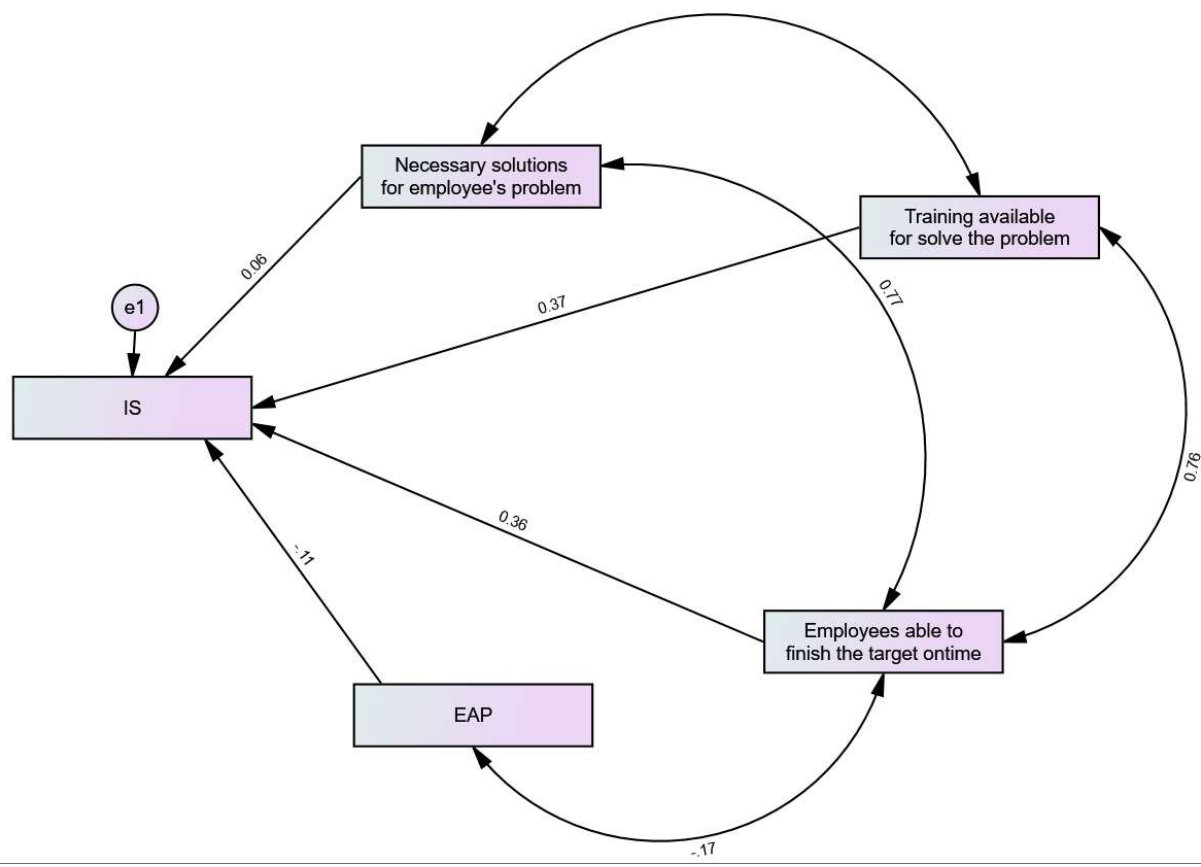 Necessary solutions
for employee's problem
Training available
for solve the problem
0.06
0.77
e1
0.37
IS
0.76
0.36
-.11
Employees able to
finish the target ontime
EAP
-.17